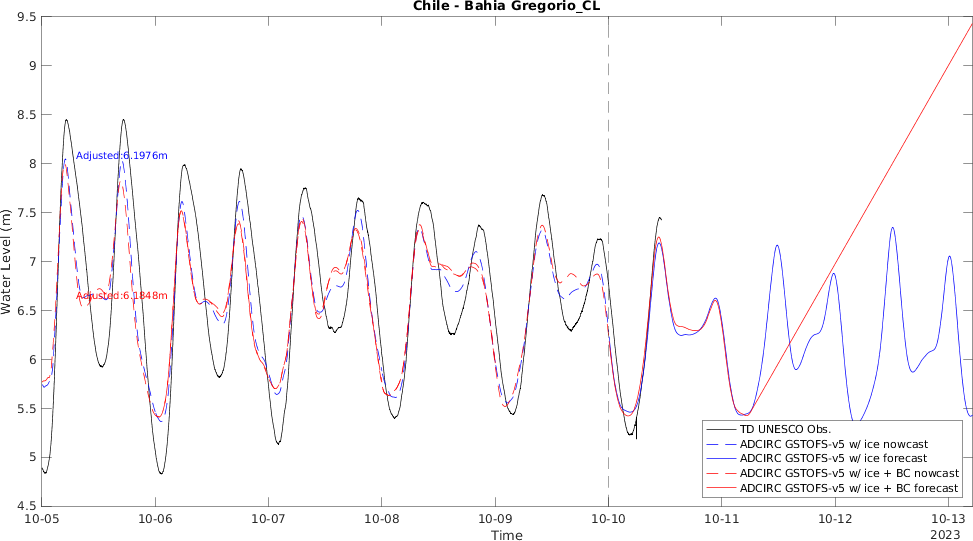 Chile - Bahia Gregorio_CL
9.5
9
8.5
8
7.5
7
6.5
6
5.5
5
4.5
Water Level (m)
Adjusted:6.1976m
Adjusted:6.1848m
TD UNESCO Obs.
ADCIRC GSTOFS-v5 w/ ice nowcast
ADCIRC GSTOFS-v5 w/ ice forecast
ADCIRC GSTOFS-v5 w/ ice + BC nowcast
ADCIRC GSTOFS-v5 w/ ice + BC forecast
10-05 10-06 10-07 10-08 10-09 10-10 10-11 10-12 10-13
Time 2023